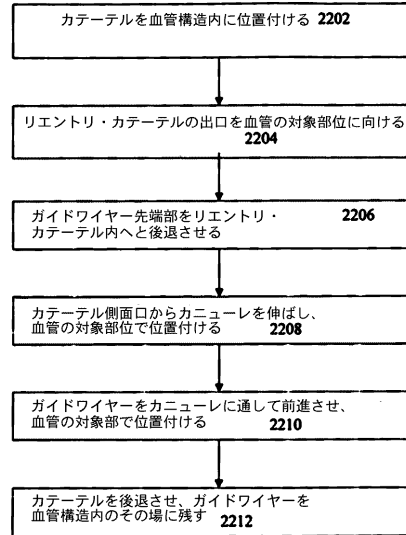 カテーテルを血管構造内に位置付ける 2202
リエントリ・カテーテルの出口を血管の対象部位に向ける
2204
ガイドワイヤー先端部をリエントリ・ 2206
カテーテル内へと後退させる
カテーテル側面口からカニューレを伸ばし、
血管の対象部位で位置付ける 2208
ガイドワイヤーをカニューレに通して前進させ、
血管の対象部で位置付ける 2210
カテーテルを後退させ、ガイドワイヤーを
血管構造内のその場に残す 2212